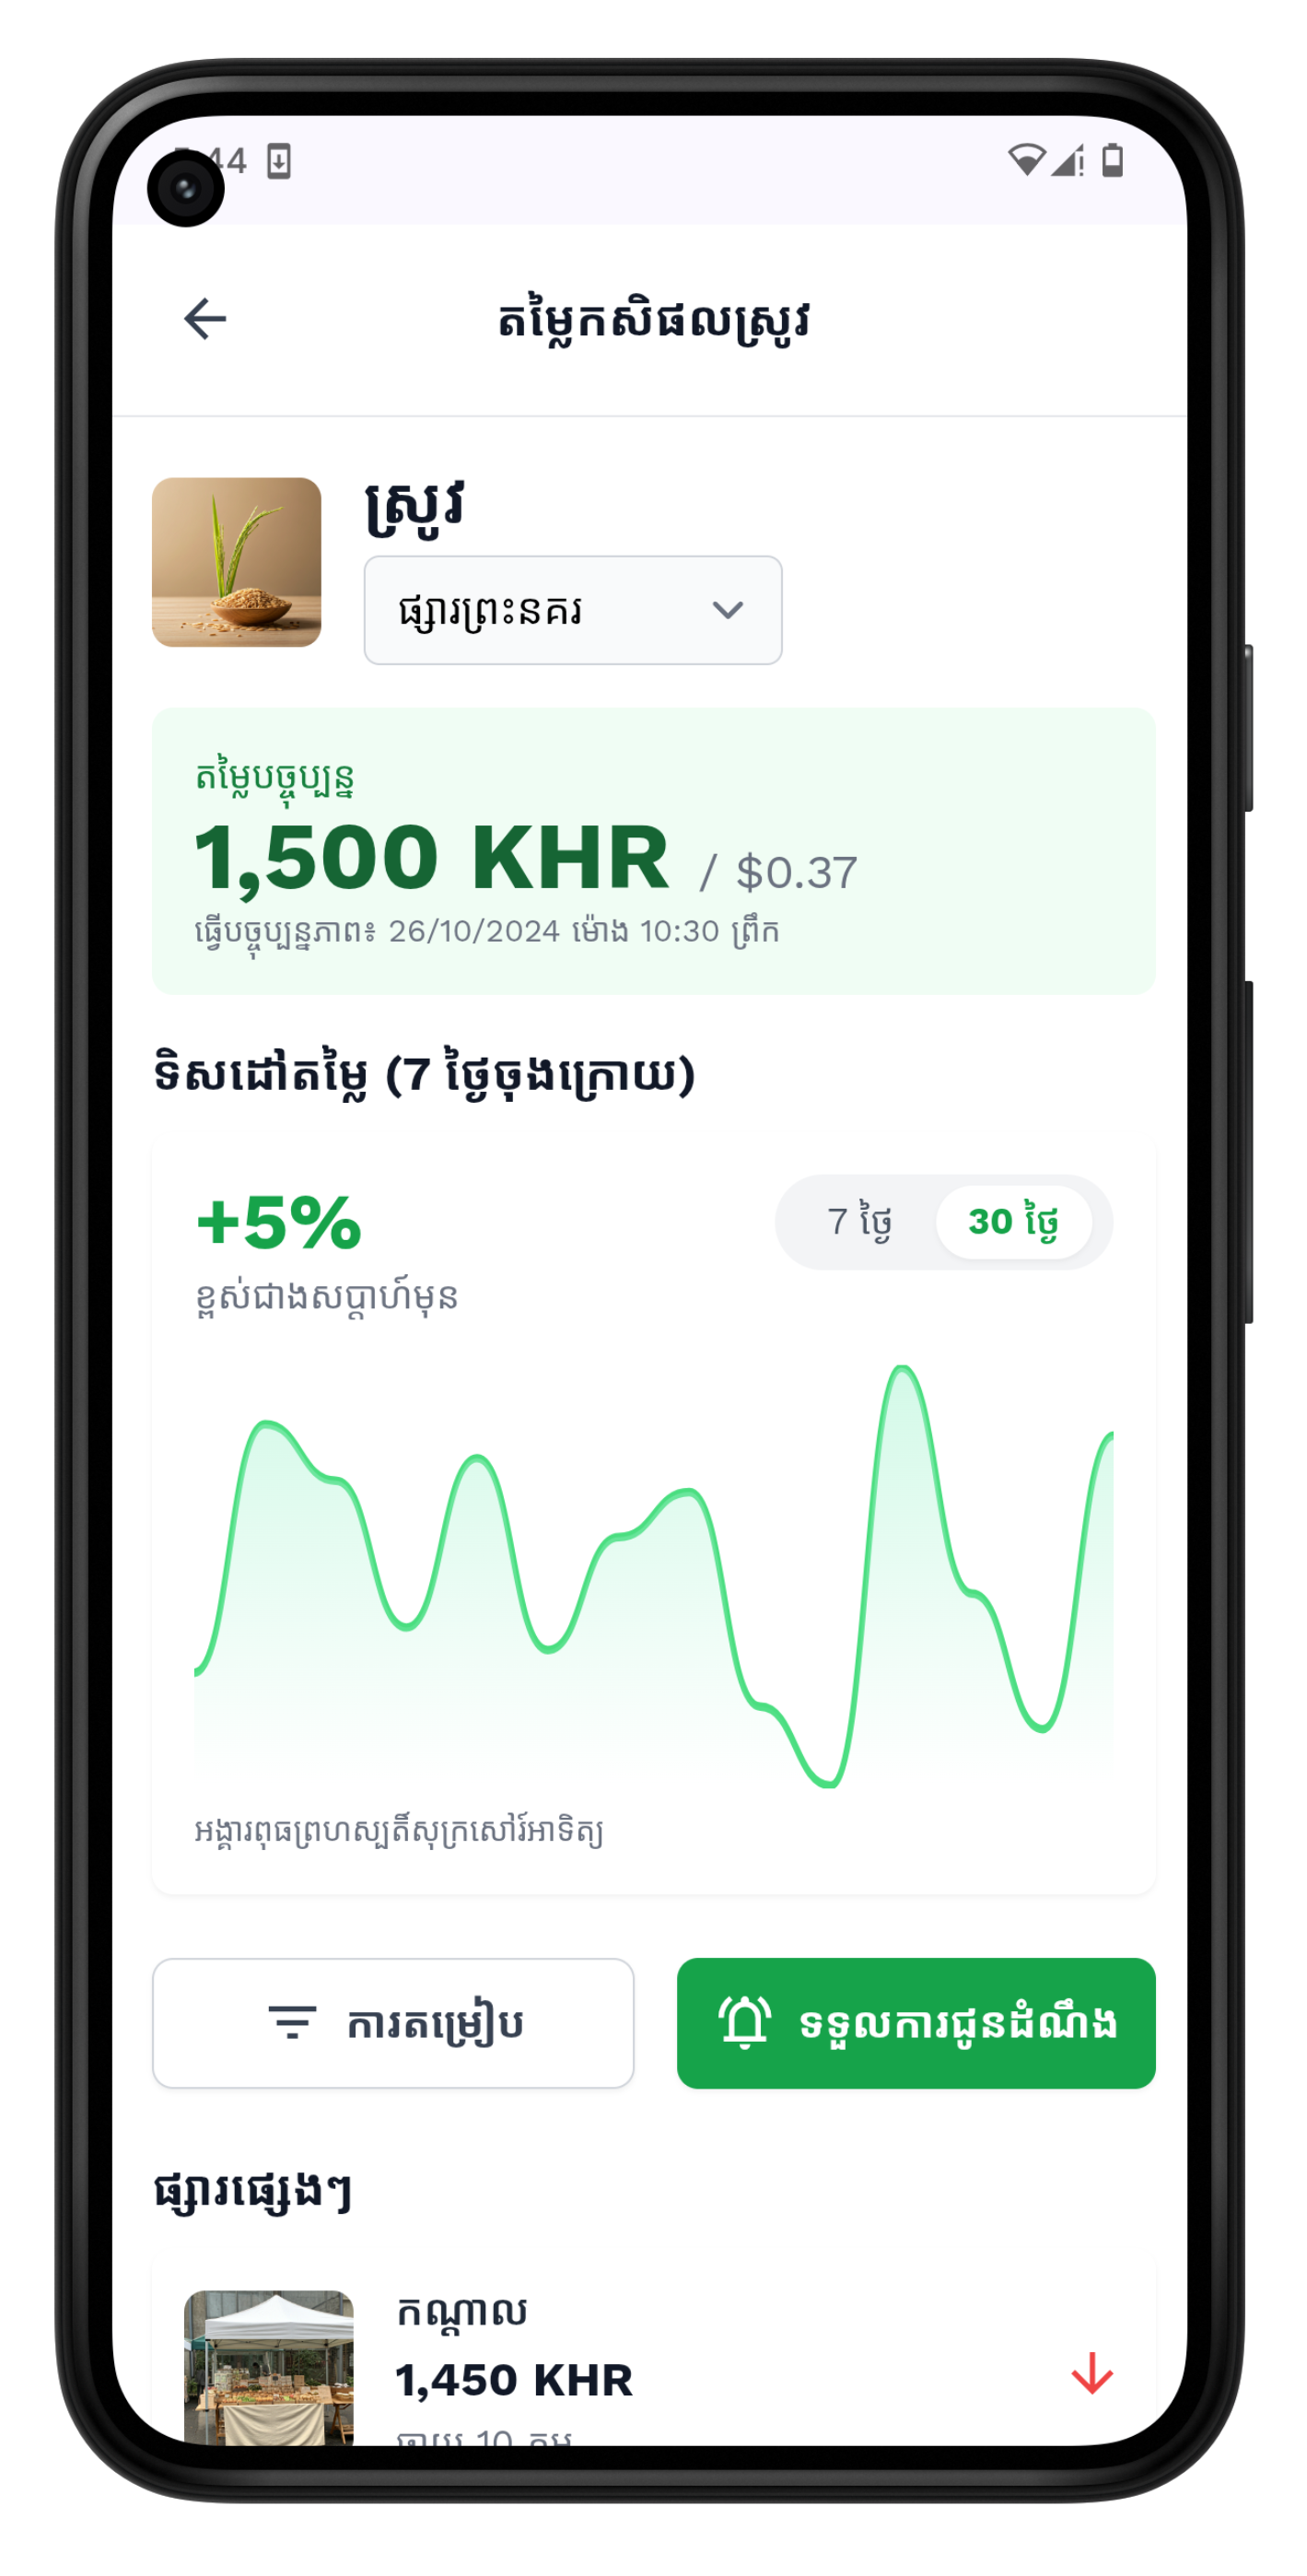 44
តម្លៃកសិផលស្រូវ
ស្រូវ
ផ្សារព្រះនគរ
តម្លៃបច្ចុប្បន្ន
1,500 KHR / $0.37
ធ្វើបច្ចុប្បន្នភាព៖ 26/10/2024 ម៉ោង 10:30 ព្រឹក
ទិសដៅតម្លៃ (7 ថ្ងៃចុងក្រោយ)
+5%
7 ថ្ងៃ
30 ថ្ងៃ
ខ្ពស់ជាងសប្តាហ៍មុន
អង្គារពុធព្រហស្បតិ៍សុក្រសៅរ៍អាទិត្យ
ការតម្រៀប
ទទួលការជូនដំណឹង
ផ្សារផ្សេងៗ
កណ្តាល
1,450 KHR
10